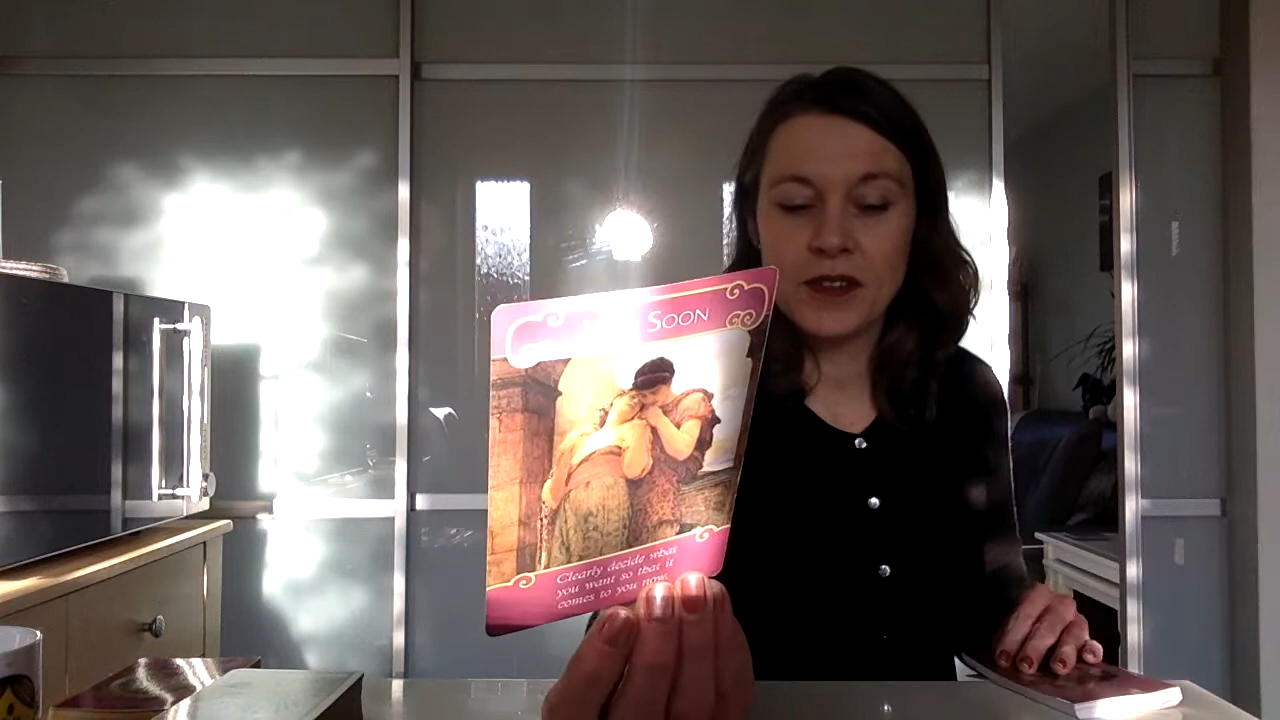 Soon
Clearly decide what
you want so that it
comes to you now.